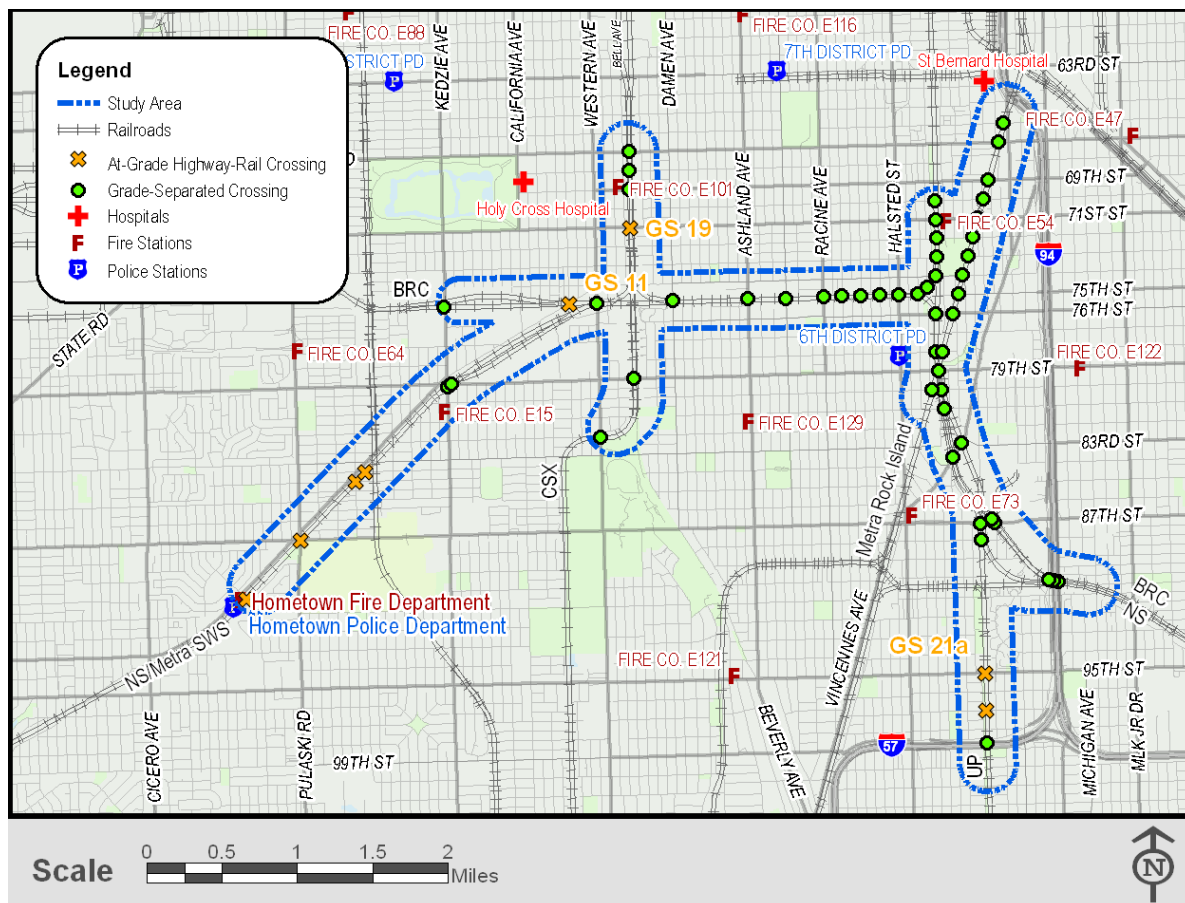 FIRE CO. E88
FIRE CO. E116
Legend
Study Area
Railroads
At-Grade Highway-Rail Crossing
Grade-Separated Crossing
Hospitals
Fire Stations
Police Stations
DISTRICT PD
KEDZIE AVE
CALIFORNIA AVE
WESTERN AVE
BELL AVE
DAMEN AVE
7TH DISTRICT PD
St Bernard Hospital
63RD ST
FIRE CO. E47
69TH ST
71ST ST
FIRE CO. E101
Holy Cross Hospital
GS 19
ASHLAND AVE
RACINE AVE
HALSTED ST
FIRE CO. E54
94
BRC
GS 11
75TH ST
76TH ST
STATE RD
FIRE CO. E64
6TH DISTRICT PD
79TH ST
FIRE CO. E122
FIRE CO. E15
FIRE CO. E129
83RD ST
CSX
Metra Rock Island
FIRE CO. E73
87TH ST
Hometown Fire Department
Hometown Police Department
BRC
NS
NS/Metra-SWS
FIRE CO. E121
GS 21a
95TH ST
VINCENNES AVE
BEVERLY AVE
CICERO AVE
PULASKI RD
99TH ST
57
UP
MICHIGAN AVE
MLK JR DR
Scale
0 0.5 1 1.5 2
Miles
N